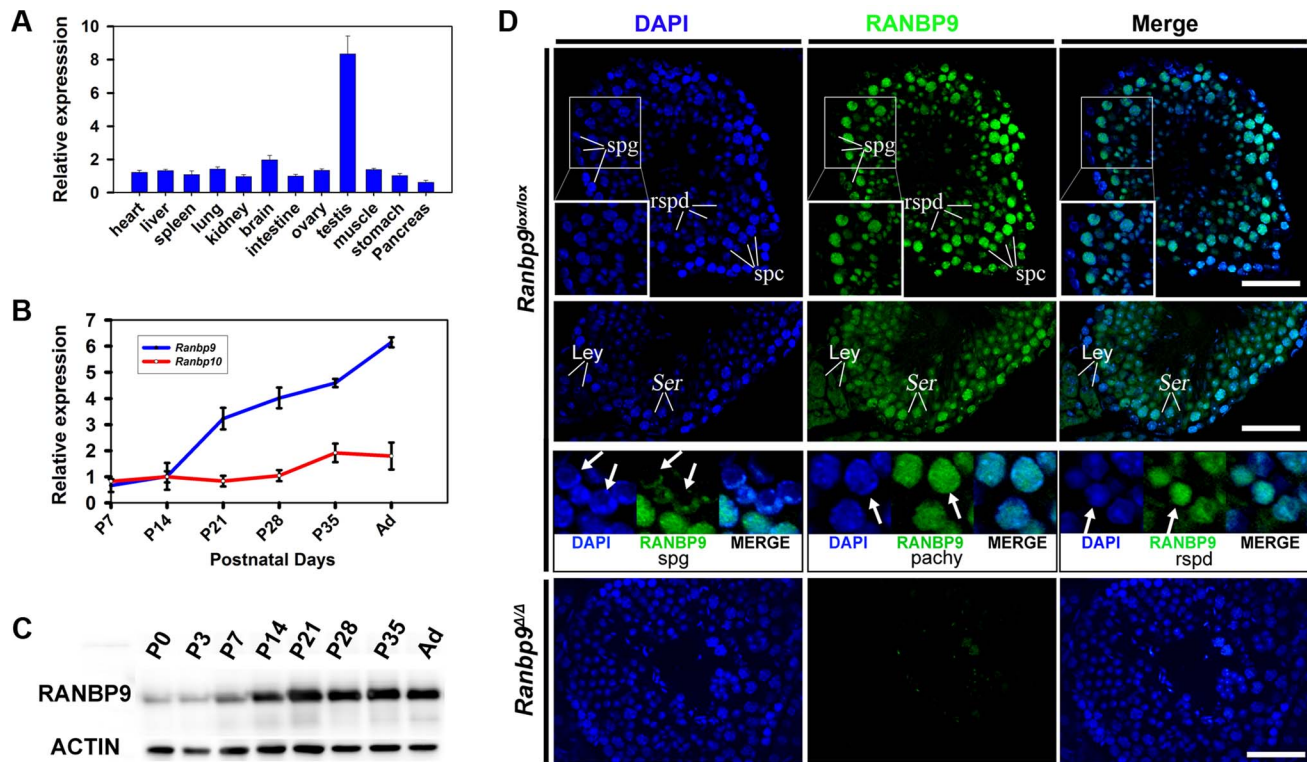 A
Relative expresssion
10
8
6
4
2
0
heart
liver
spleen
lung
kidney
brain
intestine
ovary
testis
muscle
stomach
Pancreas
B
Relative expression
7
6
5
4
3
2
1
0
Ranbp9
Ranbp10
P7
P14
P21
P28
P35
Ad
Postnatal Days
C
P0 P3 P7 P14 P21 P28 P35 Ad
RANBP9
ACTIN
D
DAPI RANBP9 Merge
Ranbp9lox/lox
spg spg
rspd rspd
spc spc
Ley Ley Ley
Ser Ser Ser
DAPI RANBP9 MERGE DAPI RANBP9 MERGE DAPI RANBP9 MERGE
spg pachy rspd
Ranbp9Δ/Δ